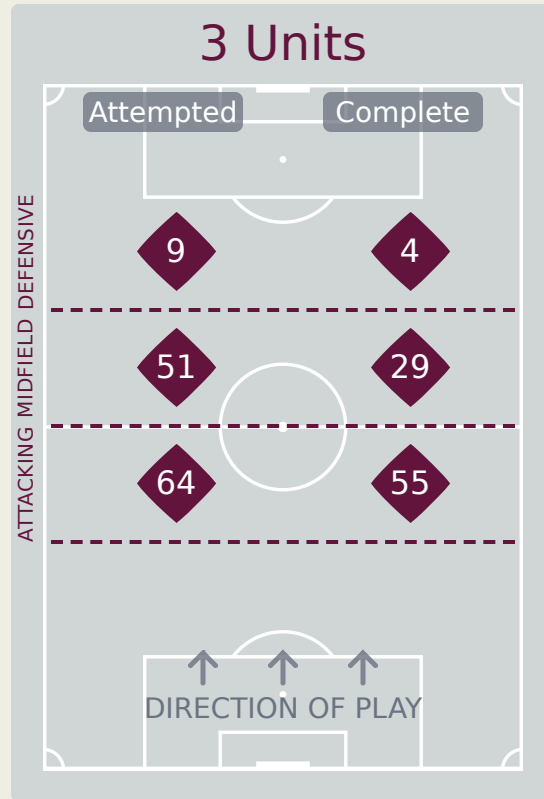 3 Units
Attempted Complete
ATTACKING MIDFIELD DEFENSIVE
9 4
51 29
64 55
DIRECTION OF PLAY